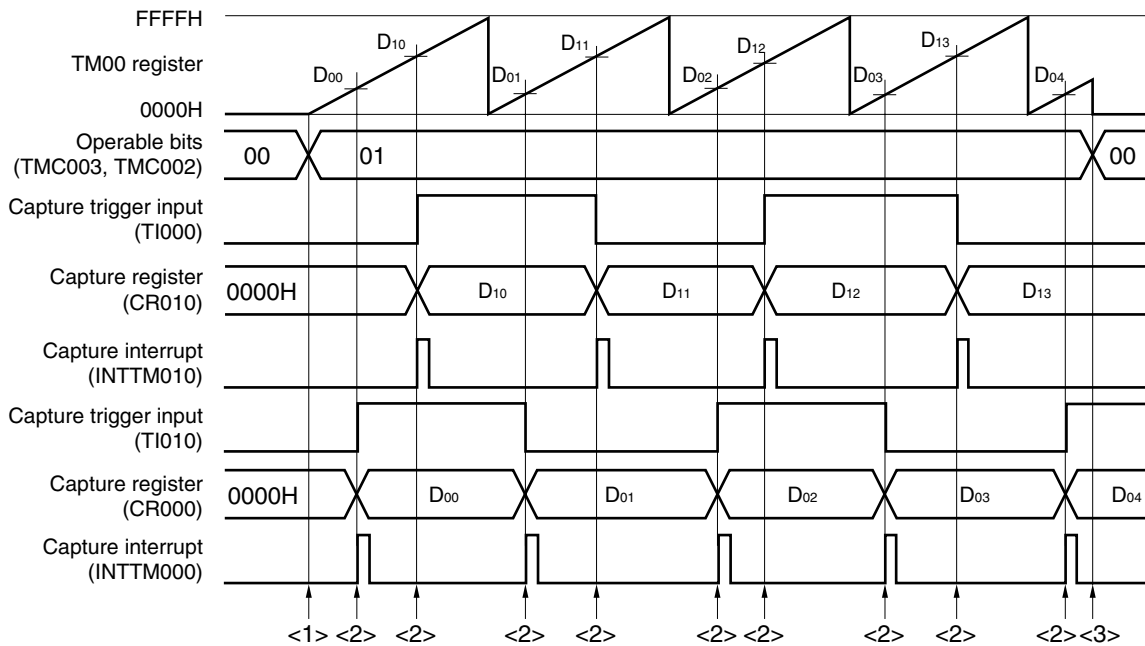 FFFFH
TM00 register
0000H
D00 D10 D01 D11 D02 D12 D03 D13 D04
Operable bits
(TMC003, TMC002)
00 01 00
Capture trigger input
(TI000)
Capture register
(CR010)
0000H D10 D11 D12 D13
Capture interrupt
(INTTM010)
Capture trigger input
(TI010)
Capture register
(CR000)
0000H D00 D01 D02 D03 D04
Capture interrupt
(INTTM000)
<1> <2> <2> <2> <2> <2> <2> <2> <2> <2> <3>